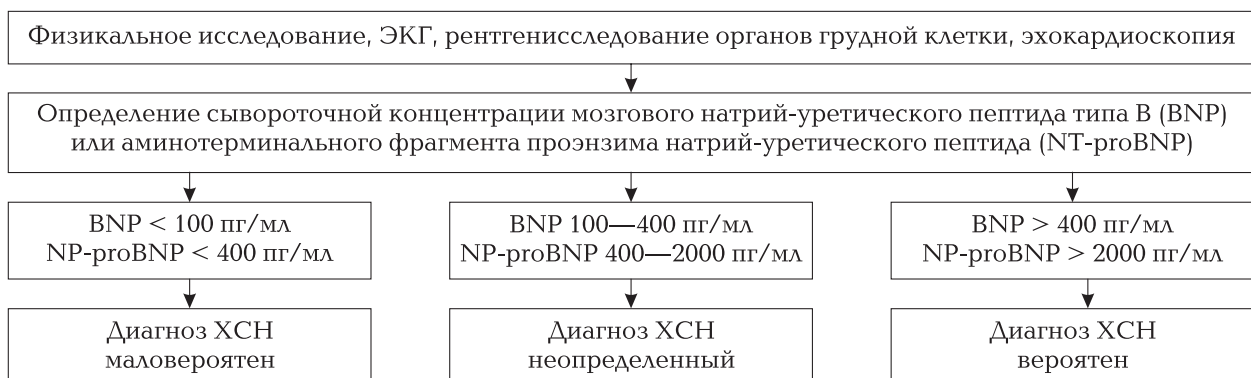 Физикальное исследование, ЭКГ, рентгенисследование органов грудной клетки, эхокардиоскопия
Определение сывороточной концентрации мозгового натрий-уретического пептида типа B (BNP)
или аминотерминального фрагмента проэнзима натрий-уретического пептида (NT-proBNP)
BNP < 100 пг/мл
NP-proBNP < 400 пг/мл
BNP 100—400 пг/мл
NP-proBNP 400—2000 пг/мл
BNP > 400 пг/мл
NP-proBNP > 2000 пг/мл
Диагноз ХСН
маловероятен
Диагноз ХСН
неопределенный
Диагноз ХСН
вероятен